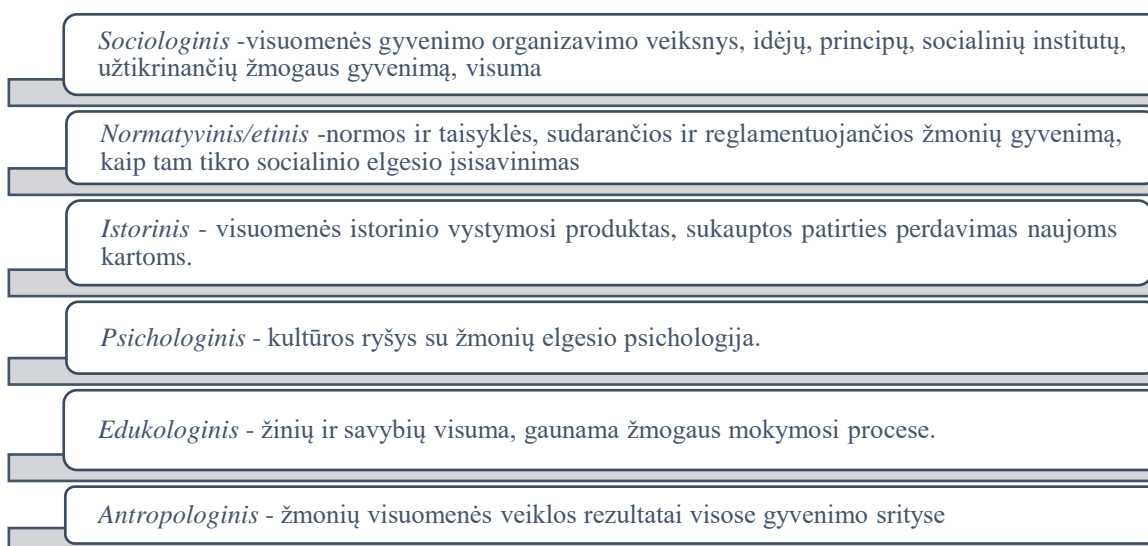 Sociologinis -visuomenės gyvenimo organizavimo veiksnys, idėjų, principų, socialinių institutų,
užtikrinančių žmogaus gyvenimą, visuma
Normatyvinis/etinis -normos ir taisyklės, sudarančios ir reglamentuojančios žmonių gyvenimą,
kaip tam tikro socialinio elgesio įsisavinimas
Istorinis - visuomenės istorinio vystymosi produktas, sukauptos patirties perdavimas naujoms
kartoms.
Psichologinis - kultūros ryšys su žmonių elgesio psichologija.
Edukologinis - žinių ir savybių visuma, gaunama žmogaus mokymosi procese.
Antropologinis - žmonių visuomenės veiklos rezultatai visose gyvenimo srityse